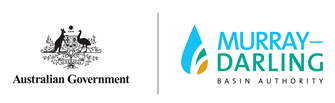 Australian Government
MURRAY–
DARLING
BASIN AUTHORITY